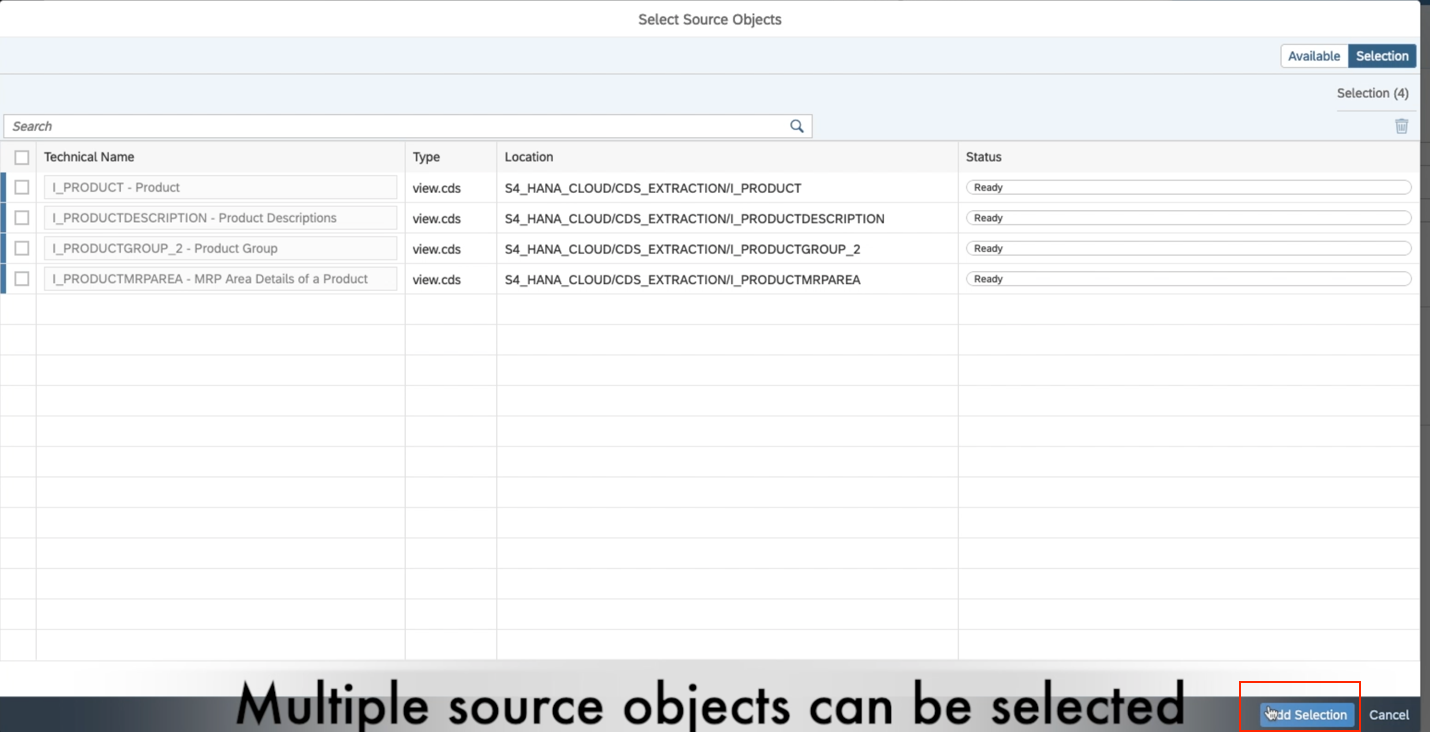 Select Source Objects
Available Selection
Selection (4)
Search
Technical Name Type Location Status
I_PRODUCT - Product view.cds S4_HANA_CLOUD/CDS_EXTRACTION/I_PRODUCT Ready
I_PRODUCTDESCRIPTION - Product Descriptions view.cds S4_HANA_CLOUD/CDS_EXTRACTION/I_PRODUCTDESCRIPTION Ready
I_PRODUCTGROUP_2 - Product Group view.cds S4_HANA_CLOUD/CDS_EXTRACTION/I_PRODUCTGROUP_2 Ready
I_PRODUCTMRPAREA - MRP Area Details of a Product view.cds S4_HANA_CLOUD/CDS_EXTRACTION/I_PRODUCTMRPAREA Ready
Multiple source objects can be selected
Add Selection Cancel